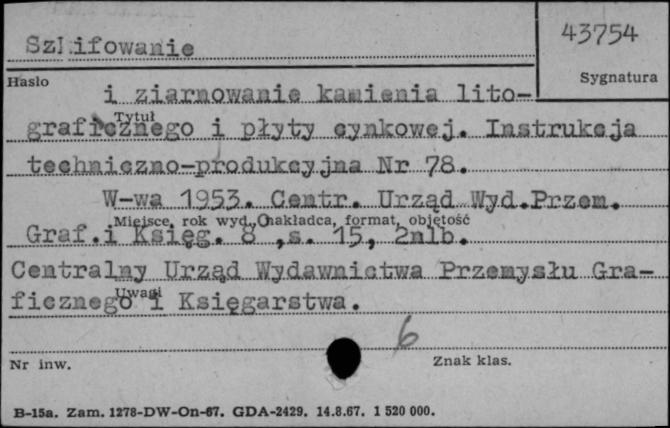 43754
Szlifowanie
Sygnatura
Hasło
i ziarnowanie kamienia lito-
Tytuł
graficznego i płyty cynkowej. Instrukcja
techniczno-produkcyjna Nr 78.
W-wa 1953. Centr. Urząd Wyd.Przem.
Miejsce, rok wyd., nakładca, format, objętość
Graf.i Księg. 8°,s. 15, 2nlb.
Centralny Urząd Wydawnictwa Przemysłu Gra-
Uwagi
ficznego i Księgarstwa.
6
Nr inw.
Znak klas.
B-15a. Zam. 1278-DW-On-67. GDA-2429. 14.8.67. 1 520 000.